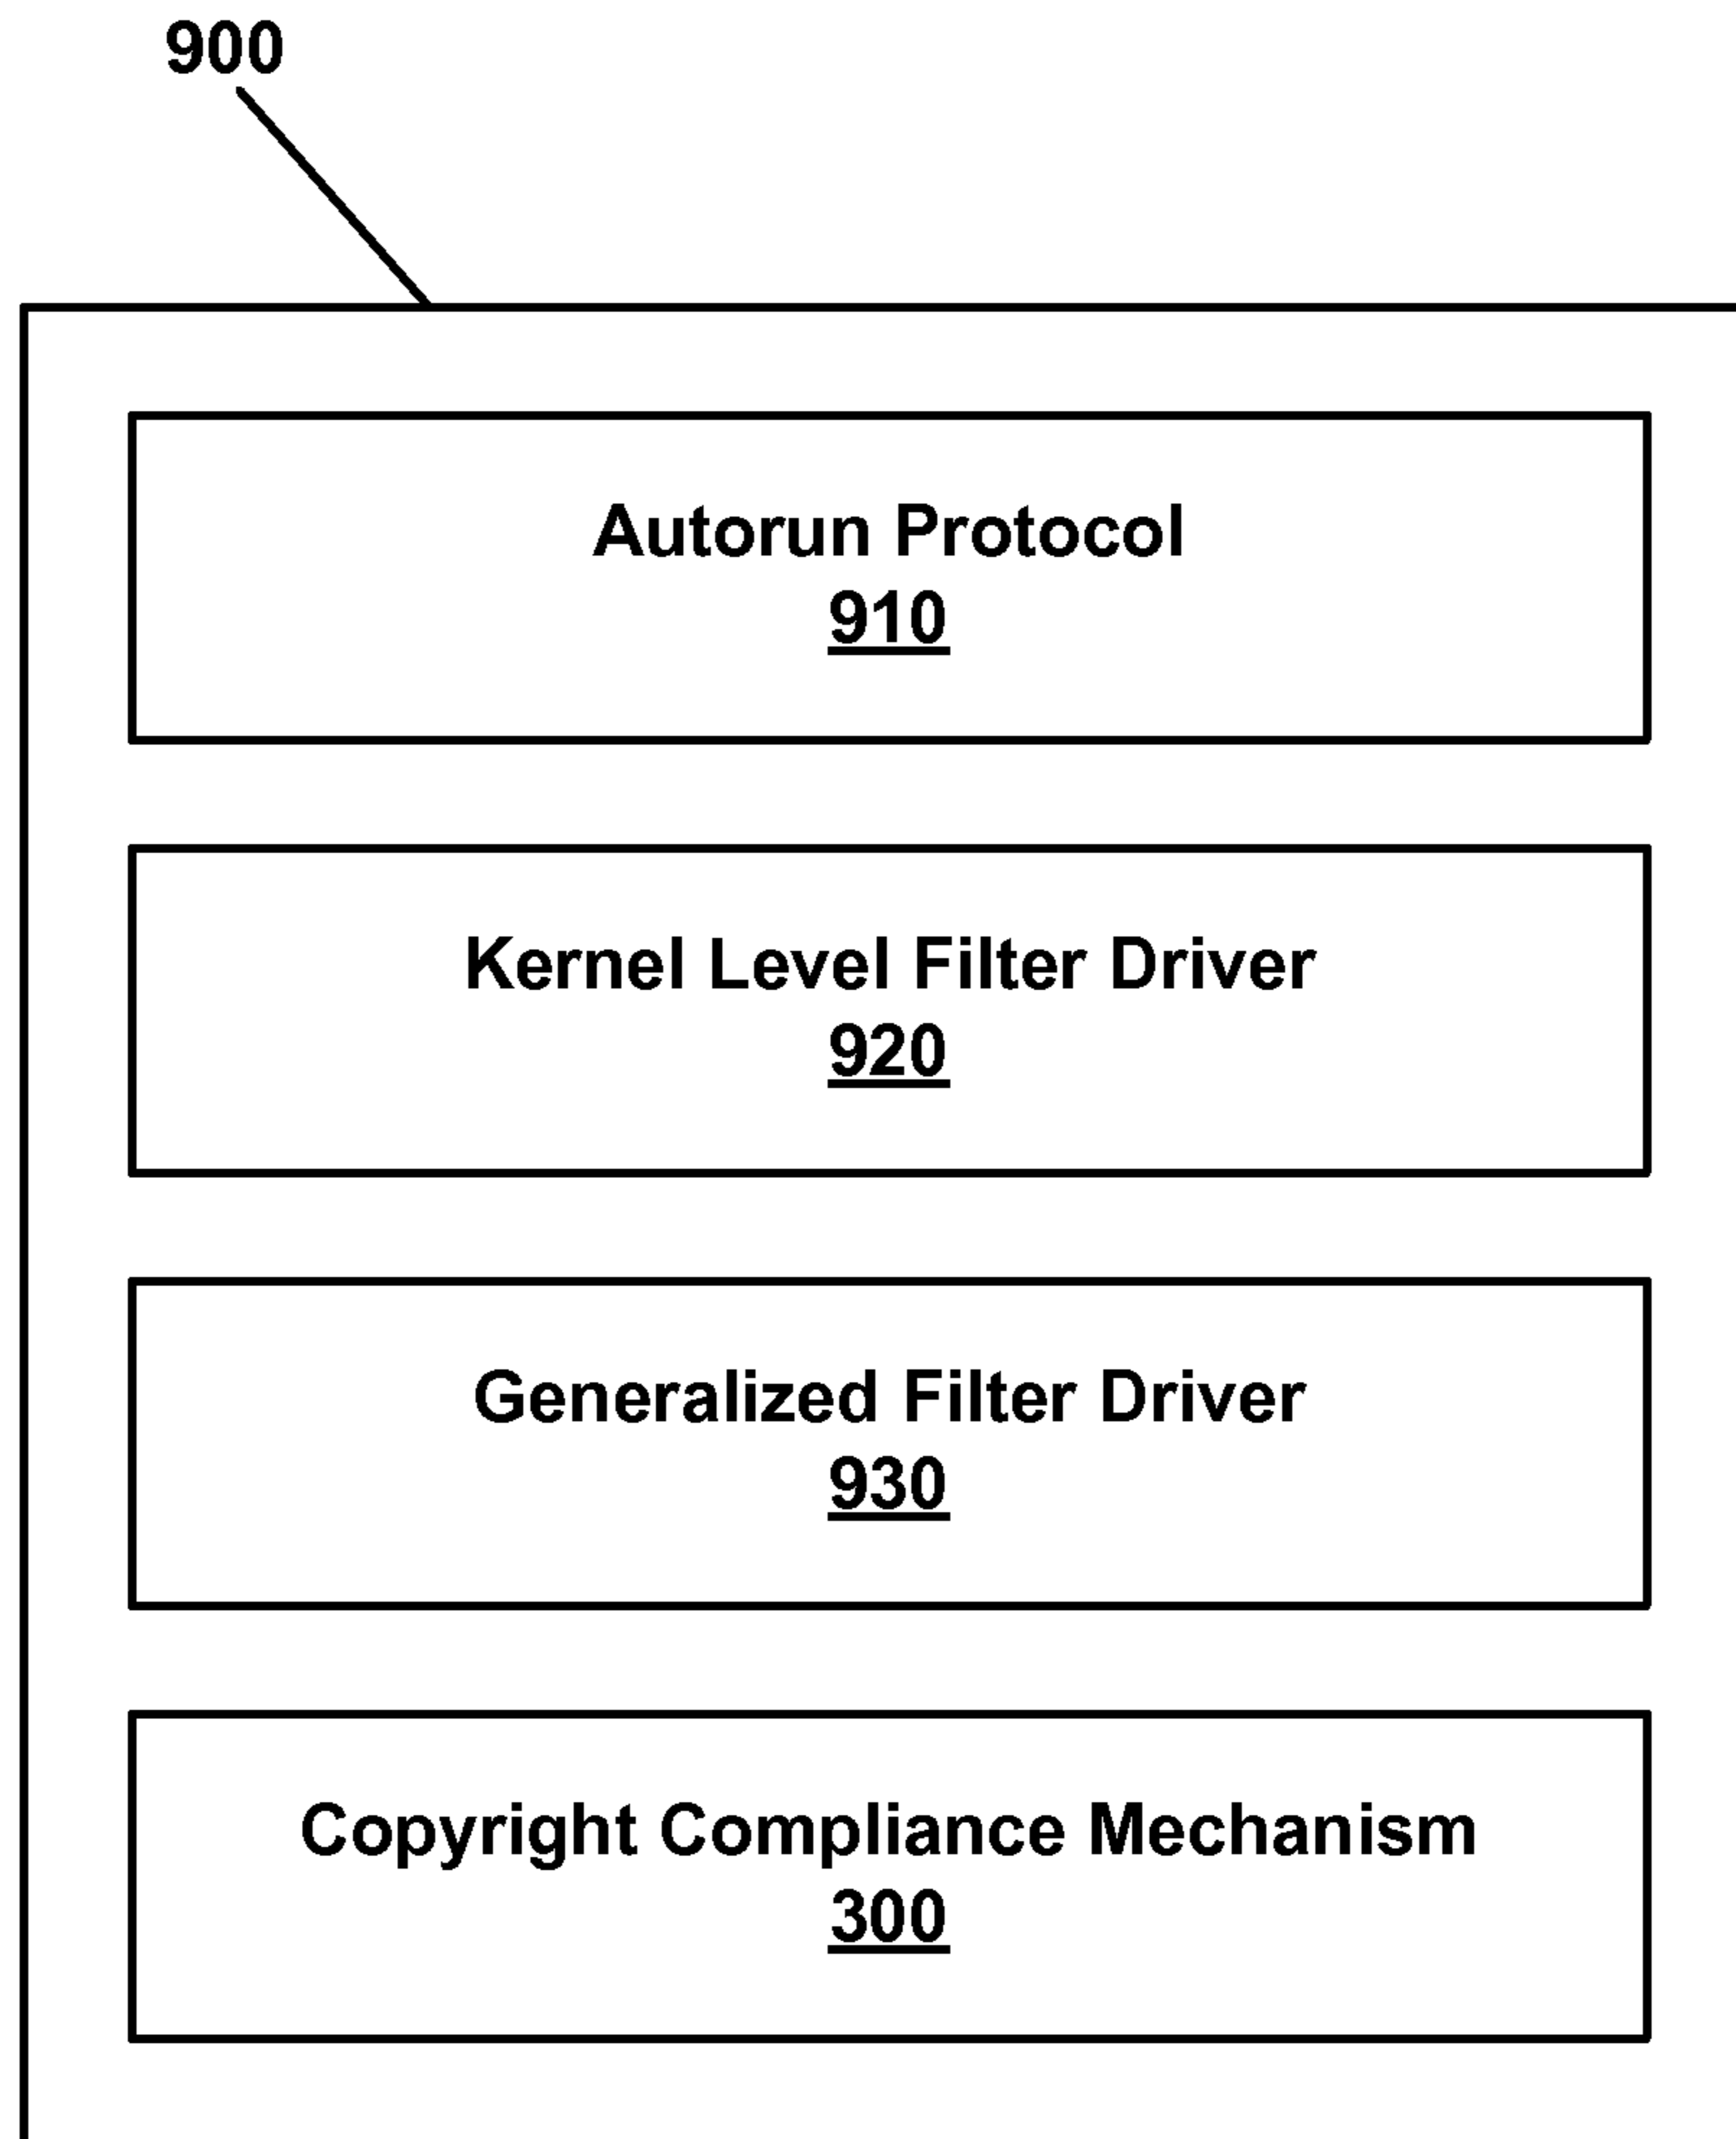 900
Autorun Protocol
910
Kernel Level Filter Driver
920
Generalized Filter Driver
930
Copyright Compliance Mechanism
300